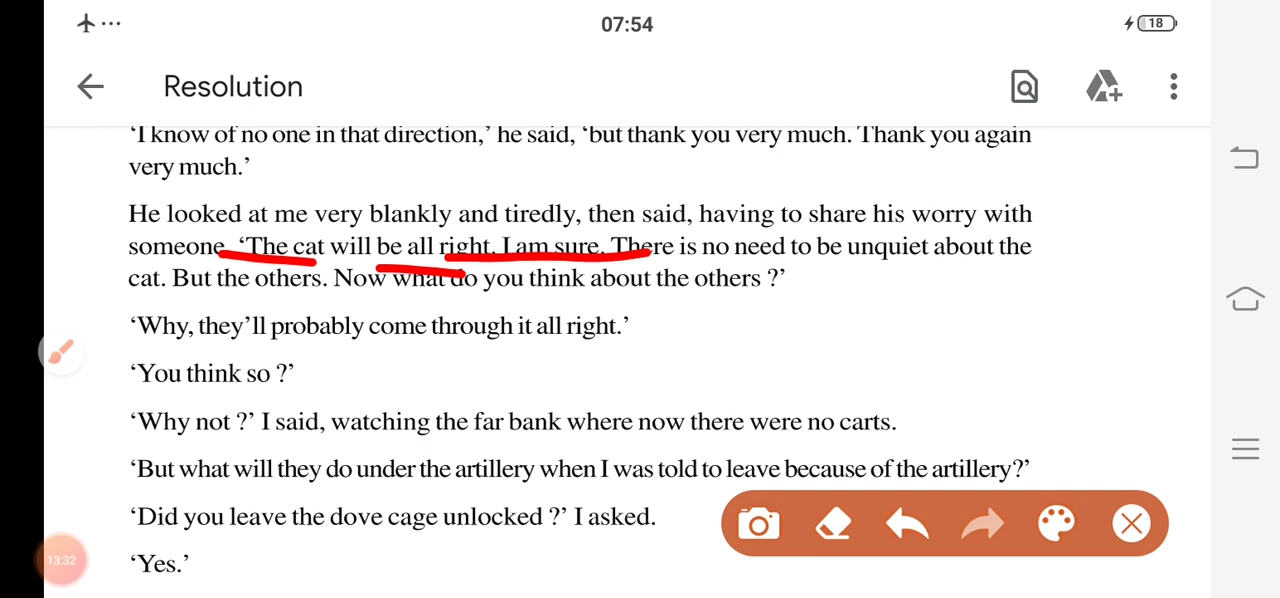 07:54
18
Resolution
‘I know of no one in that direction,’ he said, ‘but thank you very much. Thank you again
very much.’
He looked at me very blankly and tiredly, then said, having to share his worry with
someone, ‘The cat will be all right. I am sure. There is no need to be unquiet about the
cat. But the others. Now what do you think about the others ?’
‘Why, they’ll probably come through it all right.’
‘You think so ?’
‘Why not ?’ I said, watching the far bank where now there were no carts.
‘But what will they do under the artillery when I was told to leave because of the artillery?’
‘Did you leave the dove cage unlocked ?’ I asked.
‘Yes.’
13:32